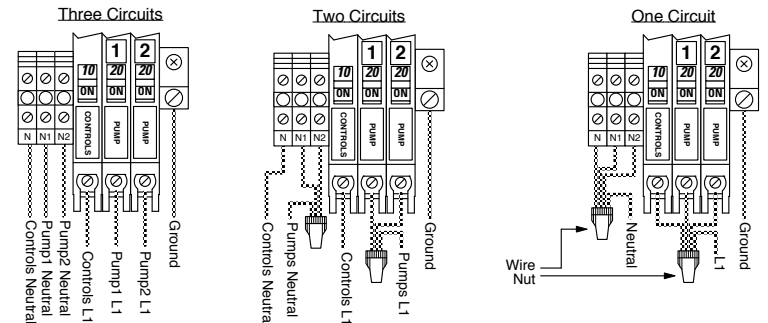 Three Circuits
1 2
10 20 20
ON ON ON
CONTROLS
PUMP
PUMP
N N1 N2
Controls Neutral
Pump1 Neutral
Pump2 Neutral
Controls L1
Pump1 L1
Pump2 L1
Ground
Two Circuits
1 2
10 20 20
ON ON ON
CONTROLS
PUMP
PUMP
N N1 N2
Controls Neutra
Pumps Neutral
Controls L1
Pumps L1
Ground
One Circuit
1 2
10 20 20
ON ON ON
CONTROLS
PUMP
PUMP
N N1 N2
Neutral
L1
Ground
Wire
Nut